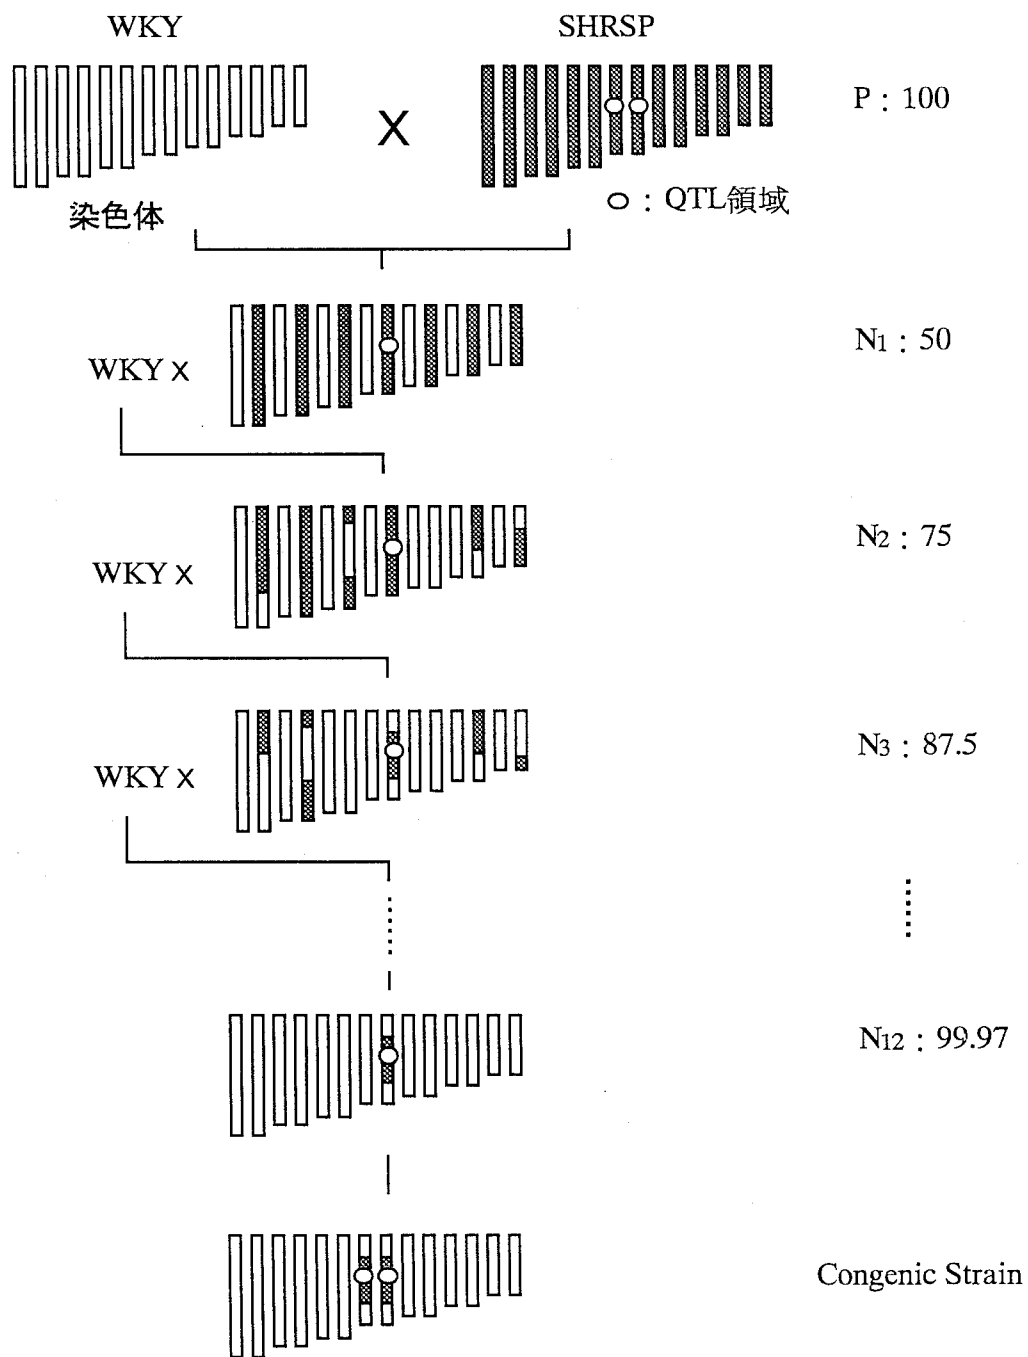 WKY
SHRSP
P : 100
X
染色体
○ : QTL領域
N1 : 50
WKY X
N2 : 75
WKY X
N3 : 87.5
WKY X
N12 : 99.97
Congenic Strain